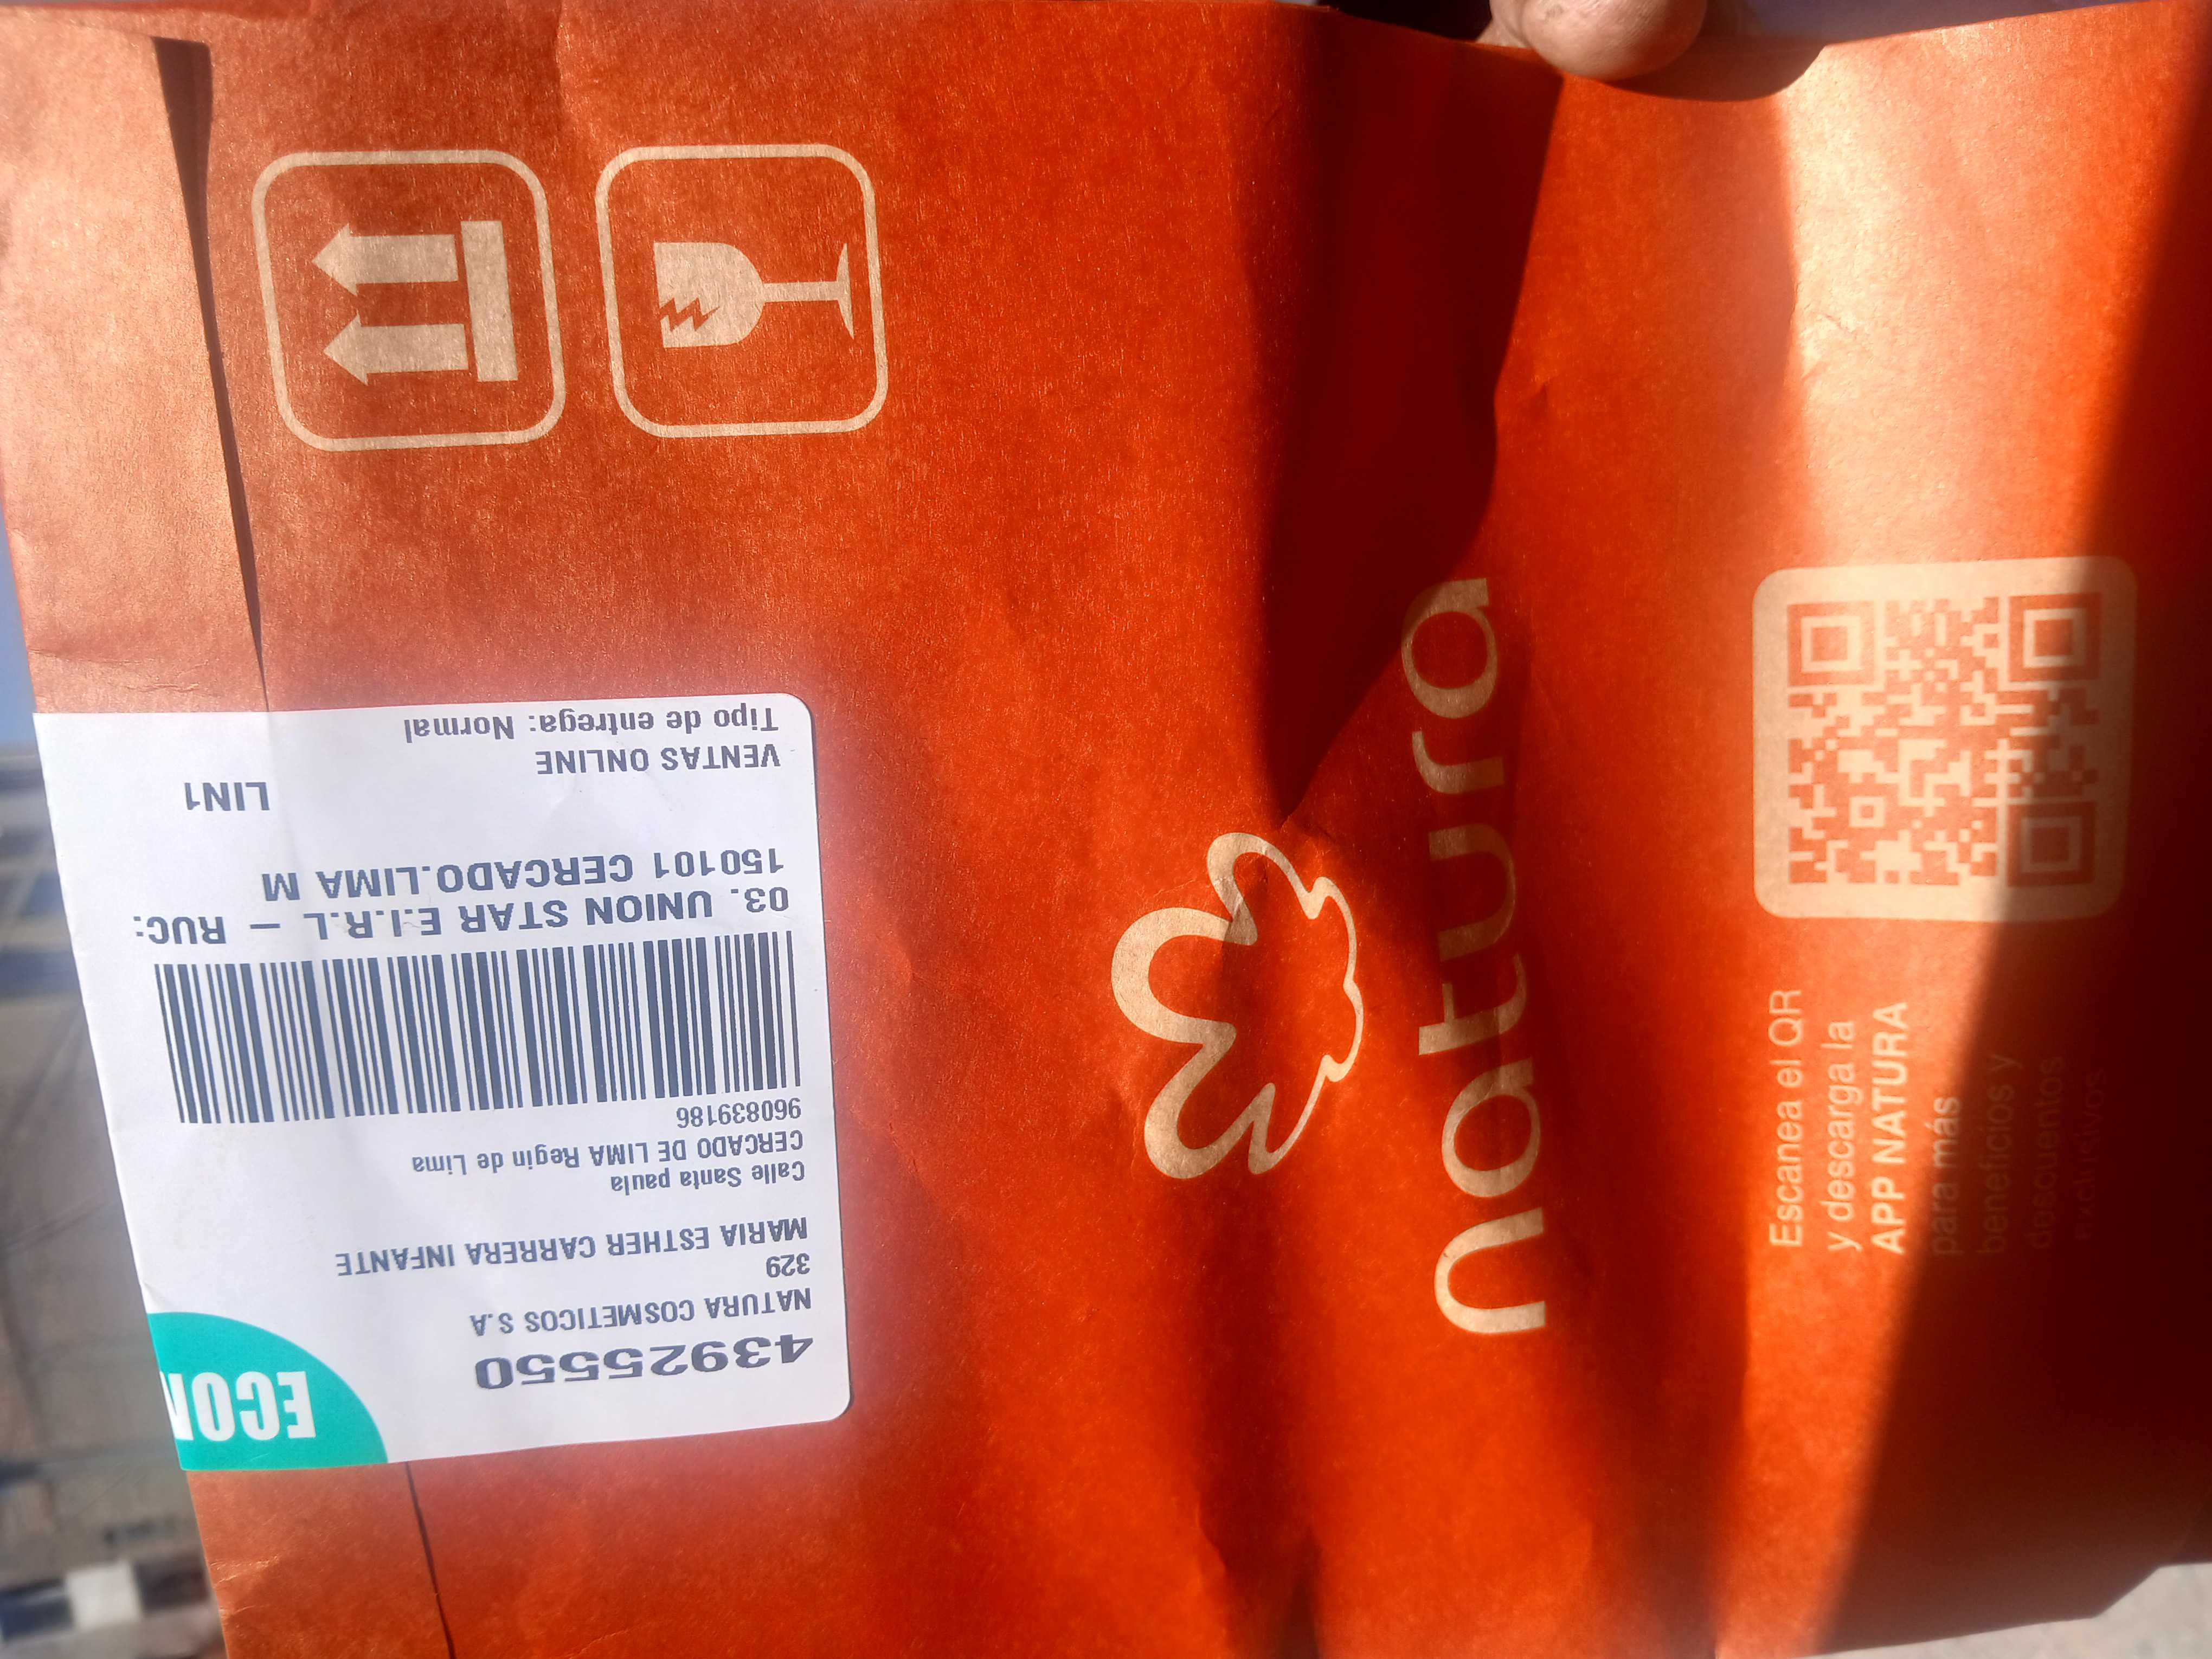 ECON
43925550
NATURA COSMETICOS S.A
329
MARIA ESTHER CARRERA INFANTE
Calle Santa paula
CERCADO DE LIMA Regin de Lima
960839186
03. UNION STAR E.I.R.L - RUC:
150101 CERCADO.LIMA M
LIN1
VENTAS ONLINE
Tipo de entrega: Normal
natura
Escanea el QR
y descarga la
APP NATURA
para más
beneficios y
descuentos
exclusivos